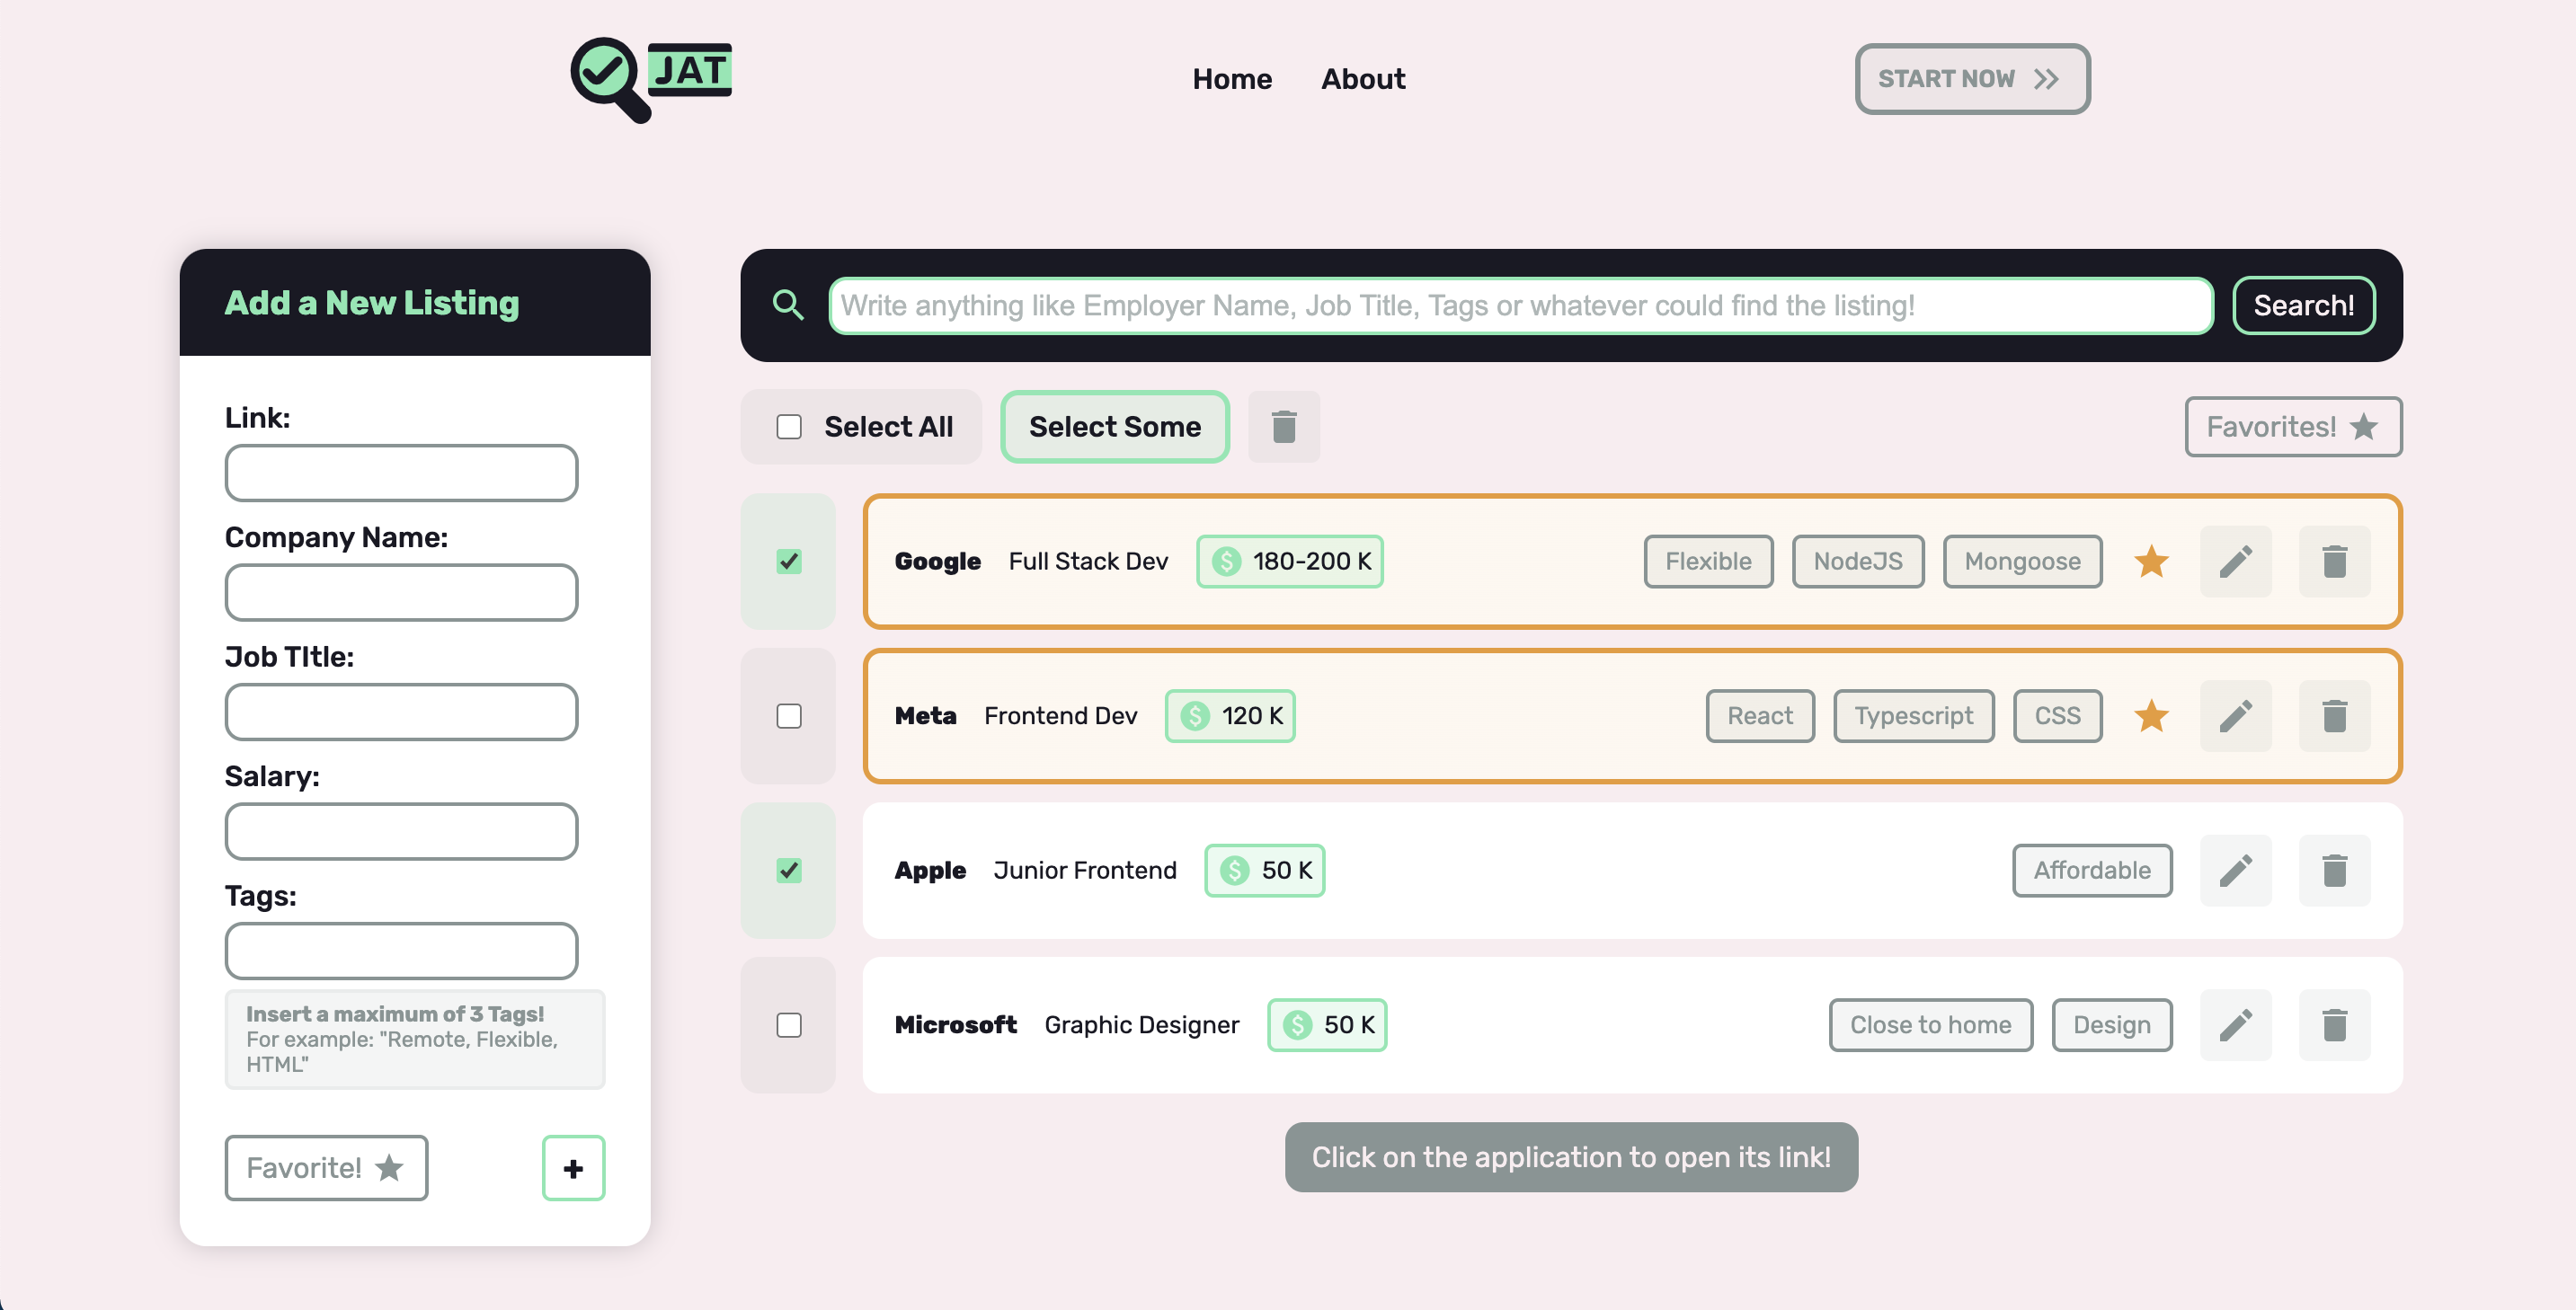 JAT
Home About
START NOW
Add a New Listing
Link:
Company Name:
Job TItle:
Salary:
Tags:
Insert a maximum of 3 Tags!
For example: "Remote, Flexible,
HTML"
Favorite! +
Write anything like Employer Name, Job Title, Tags or whatever could find the listing! Search!
Select All Select Some Favorites!
Google Full Stack Dev $ 180-200 K Flexible NodeJS Mongoose
Meta Frontend Dev $ 120 K React Typescript CSS
Apple Junior Frontend $ 50 K Affordable
Microsoft Graphic Designer $ 50 K Close to home Design
Click on the application to open its link!